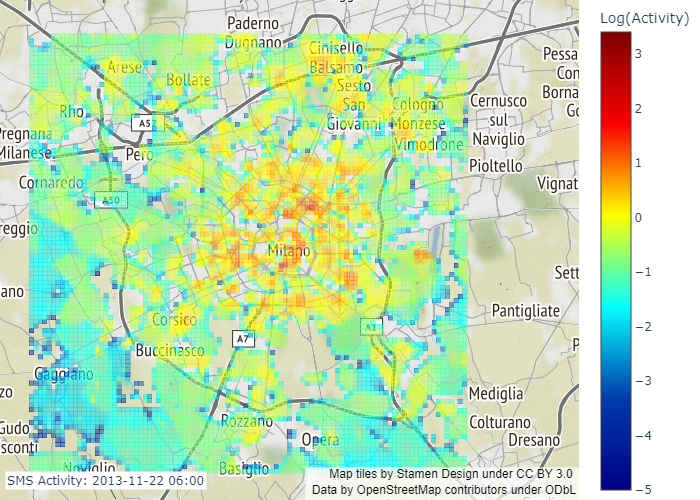 Log(Activity)
Paderno
Dugnano
Cinisello
Balsamo
Pessa
Arese
Con
Bollate
Sesto
Borna
San
Go
Rho
Cologno
Cernusco
sul
Naviglio
A52
Giovanni
Monzese
Pregnana
Milanese
Pero
Vimodrone
Pioltello
Cornaredo
Vignat
A50
reggio
Milano
Sett
ano
Pantigliate
Corsico
A1
A7
Buccinasco
P
Gaggiano
zo
Mediglia
Rozzano
Gudo
sconti
Coluturano
Opera
Dresano
Noviglio
Basiglio
SMS Activity: 2013-11-22 06:00
Map tiles by Stamen Design under CC BY 3.0
Data by OpenStreetMap contributors under ODbL
3
2
1
0
−1
−2
−3
−4
−5